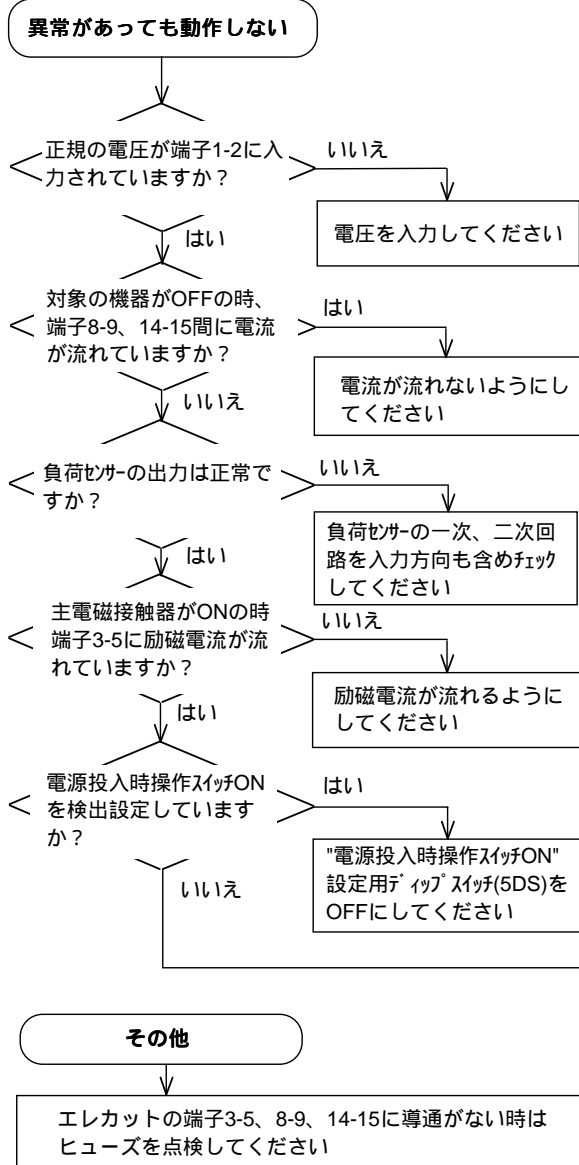 異常があっても動作しない
正規の電圧が端子1-2に入
力されていますか？
いいえ
電圧を入力してください
はい
対象の機器がOFFの時、
端子8-9、14-15間に電流
が流れていますか？
はい
電流が流れないようにし
てください
いいえ
負荷ｾﾝｻｰの出力は正常で
すか？
いいえ
負荷ｾﾝｻｰの一次、二次回
路を入力方向も含めﾁｪｯｸ
してください
はい
主電磁接触器がONの時
端子3-5に励磁電流が流
れていますか？
いいえ
励磁電流が流れるように
してください
はい
電源投入時操作ｽｲｯﾁON
を検出設定しています
か？
はい
"電源投入時操作ｽｲｯﾁON"
設定用ﾃﾞｨｯﾌﾟｽｲｯﾁ(5DS)を
OFFにしてください
いいえ
その他
エレカットの端子3-5、8-9、14-15に導通がない時は
ヒューズを点検してください